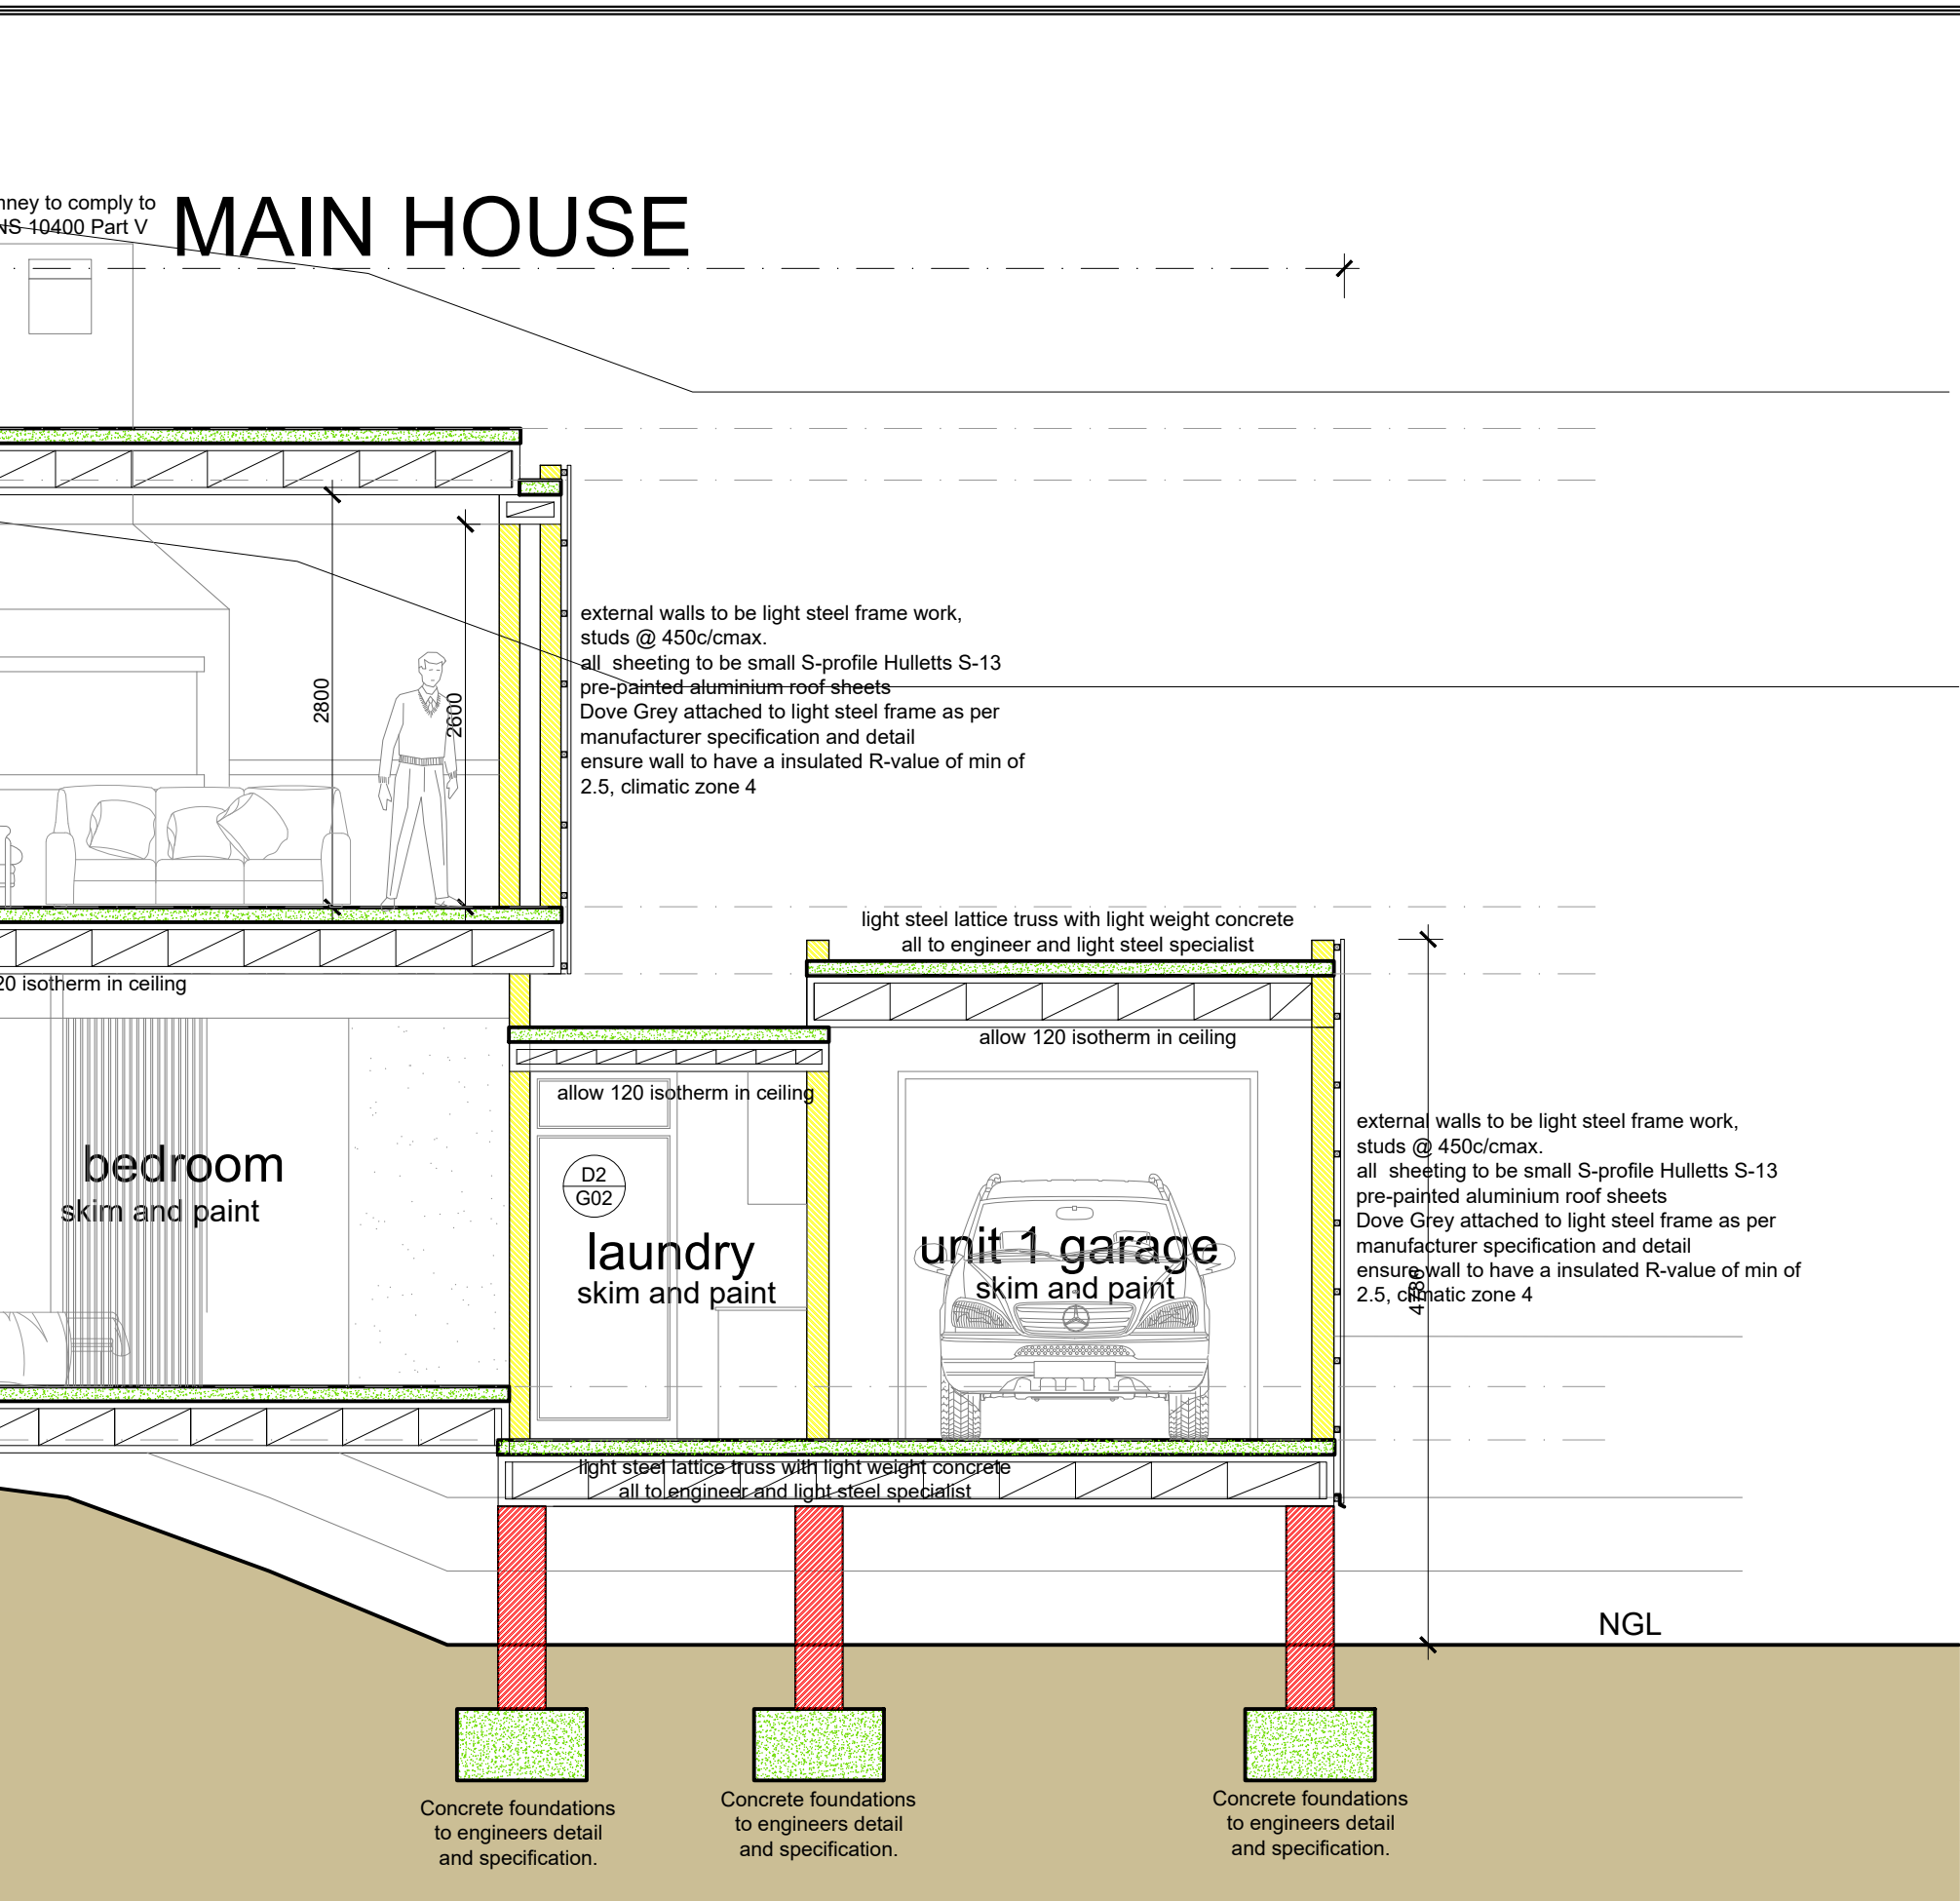 to comply to
10400 Part V
MAIN HOUSE
2800
2600
external walls to be light steel frame work,
studs @ 450c/cmax.
all sheeting to be small S-profile Hulletts S-13
pre-painted aluminium roof sheets
Dove Grey attached to light steel frame as per
manufacturer specification and detail
ensure wall to have a insulated R-value of min of
2.5, climatic zone 4
light steel lattice truss with light weight concrete
all to engineer and light steel specialist
isotherm in ceiling
allow 120 isotherm in ceiling
allow 120 isotherm in ceiling
external walls to be light steel frame work,
studs @ 450c/cmax.
all sheeting to be small S-profile Hulletts S-13
pre-painted aluminium roof sheets
Dove Grey attached to light steel frame as per
manufacturer specification and detail
ensure wall to have a insulated R-value of min of
2.5, climatic zone 4
4780
bedroom
skim and paint
D2
G02
laundry
skim and paint
unit 1 garage
skim and paint
light steel lattice truss with light weight concrete
all to engineer and light steel specialist
NGL
Concrete foundations
to engineers detail
and specification.
Concrete foundations
to engineers detail
and specification.
Concrete foundations
to engineers detail
and specification.